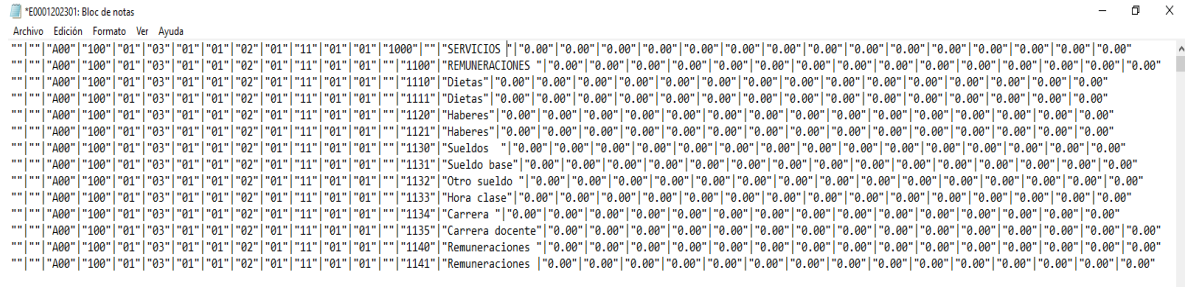 *E0001202301: Bloc de notas
Archivo Edición Formato Ver Ayuda
""|""|"A00"|"100"|"01"|"03"|"01"|"01"|"02"|"01"|"11"|"01"|"01"|"1000"|""|"SERVICIOS "|"0.00"|"0.00"|"0.00"|"0.00"|"0.00"|"0.00"|"0.00"|"0.00"|"0.00"|"0.00"|"0.00"|"0.00"|"0.00"|"0.00"
""|""|"A00"|"100"|"01"|"03"|"01"|"01"|"02"|"01"|"11"|"01"|"01"|""|"1100"|"REMUNERACIONES "|"0.00"|"0.00"|"0.00"|"0.00"|"0.00"|"0.00"|"0.00"|"0.00"|"0.00"|"0.00"|"0.00"|"0.00"|"0.00"|"0.00"
""|""|"A00"|"100"|"01"|"03"|"01"|"01"|"02"|"01"|"11"|"01"|"01"|""|"1110"|"Dietas"|"0.00"|"0.00"|"0.00"|"0.00"|"0.00"|"0.00"|"0.00"|"0.00"|"0.00"|"0.00"|"0.00"|"0.00"|"0.00"|"0.00"
""|""|"A00"|"100"|"01"|"03"|"01"|"01"|"02"|"01"|"11"|"01"|"01"|""|"1111"|"Dietas"|"0.00"|"0.00"|"0.00"|"0.00"|"0.00"|"0.00"|"0.00"|"0.00"|"0.00"|"0.00"|"0.00"|"0.00"|"0.00"|"0.00"
""|""|"A00"|"100"|"01"|"03"|"01"|"01"|"02"|"01"|"11"|"01"|"01"|""|"1120"|"Haberes"|"0.00"|"0.00"|"0.00"|"0.00"|"0.00"|"0.00"|"0.00"|"0.00"|"0.00"|"0.00"|"0.00"|"0.00"|"0.00"|"0.00"
""|""|"A00"|"100"|"01"|"03"|"01"|"01"|"02"|"01"|"11"|"01"|"01"|""|"1121"|"Haberes"|"0.00"|"0.00"|"0.00"|"0.00"|"0.00"|"0.00"|"0.00"|"0.00"|"0.00"|"0.00"|"0.00"|"0.00"|"0.00"|"0.00"
""|""|"A00"|"100"|"01"|"03"|"01"|"01"|"02"|"01"|"11"|"01"|"01"|""|"1130"|"Sueldos  "|"0.00"|"0.00"|"0.00"|"0.00"|"0.00"|"0.00"|"0.00"|"0.00"|"0.00"|"0.00"|"0.00"|"0.00"|"0.00"|"0.00"
""|""|"A00"|"100"|"01"|"03"|"01"|"01"|"02"|"01"|"11"|"01"|"01"|""|"1131"|"Sueldo base"|"0.00"|"0.00"|"0.00"|"0.00"|"0.00"|"0.00"|"0.00"|"0.00"|"0.00"|"0.00"|"0.00"|"0.00"|"0.00"|"0.00"
""|""|"A00"|"100"|"01"|"03"|"01"|"01"|"02"|"01"|"11"|"01"|"01"|""|"1132"|"Otro sueldo "|"0.00"|"0.00"|"0.00"|"0.00"|"0.00"|"0.00"|"0.00"|"0.00"|"0.00"|"0.00"|"0.00"|"0.00"|"0.00"|"0.00"
""|""|"A00"|"100"|"01"|"03"|"01"|"01"|"02"|"01"|"11"|"01"|"01"|""|"1133"|"Hora clase"|"0.00"|"0.00"|"0.00"|"0.00"|"0.00"|"0.00"|"0.00"|"0.00"|"0.00"|"0.00"|"0.00"|"0.00"|"0.00"|"0.00"
""|""|"A00"|"100"|"01"|"03"|"01"|"01"|"02"|"01"|"11"|"01"|"01"|""|"1134"|"Carrera "|"0.00"|"0.00"|"0.00"|"0.00"|"0.00"|"0.00"|"0.00"|"0.00"|"0.00"|"0.00"|"0.00"|"0.00"|"0.00"|"0.00"
""|""|"A00"|"100"|"01"|"03"|"01"|"01"|"02"|"01"|"11"|"01"|"01"|""|"1135"|"Carrera docente"|"0.00"|"0.00"|"0.00"|"0.00"|"0.00"|"0.00"|"0.00"|"0.00"|"0.00"|"0.00"|"0.00"|"0.00"|"0.00"|"0.00"
""|""|"A00"|"100"|"01"|"03"|"01"|"01"|"02"|"01"|"11"|"01"|"01"|""|"1140"|"Remuneraciones "|"0.00"|"0.00"|"0.00"|"0.00"|"0.00"|"0.00"|"0.00"|"0.00"|"0.00"|"0.00"|"0.00"|"0.00"|"0.00"|"0.00"
""|""|"A00"|"100"|"01"|"03"|"01"|"01"|"02"|"01"|"11"|"01"|"01"|""|"1141"|"Remuneraciones |"0.00"|"0.00"|"0.00"|"0.00"|"0.00"|"0.00"|"0.00"|"0.00"|"0.00"|"0.00"|"0.00"|"0.00"|"0.00"|"0.00"